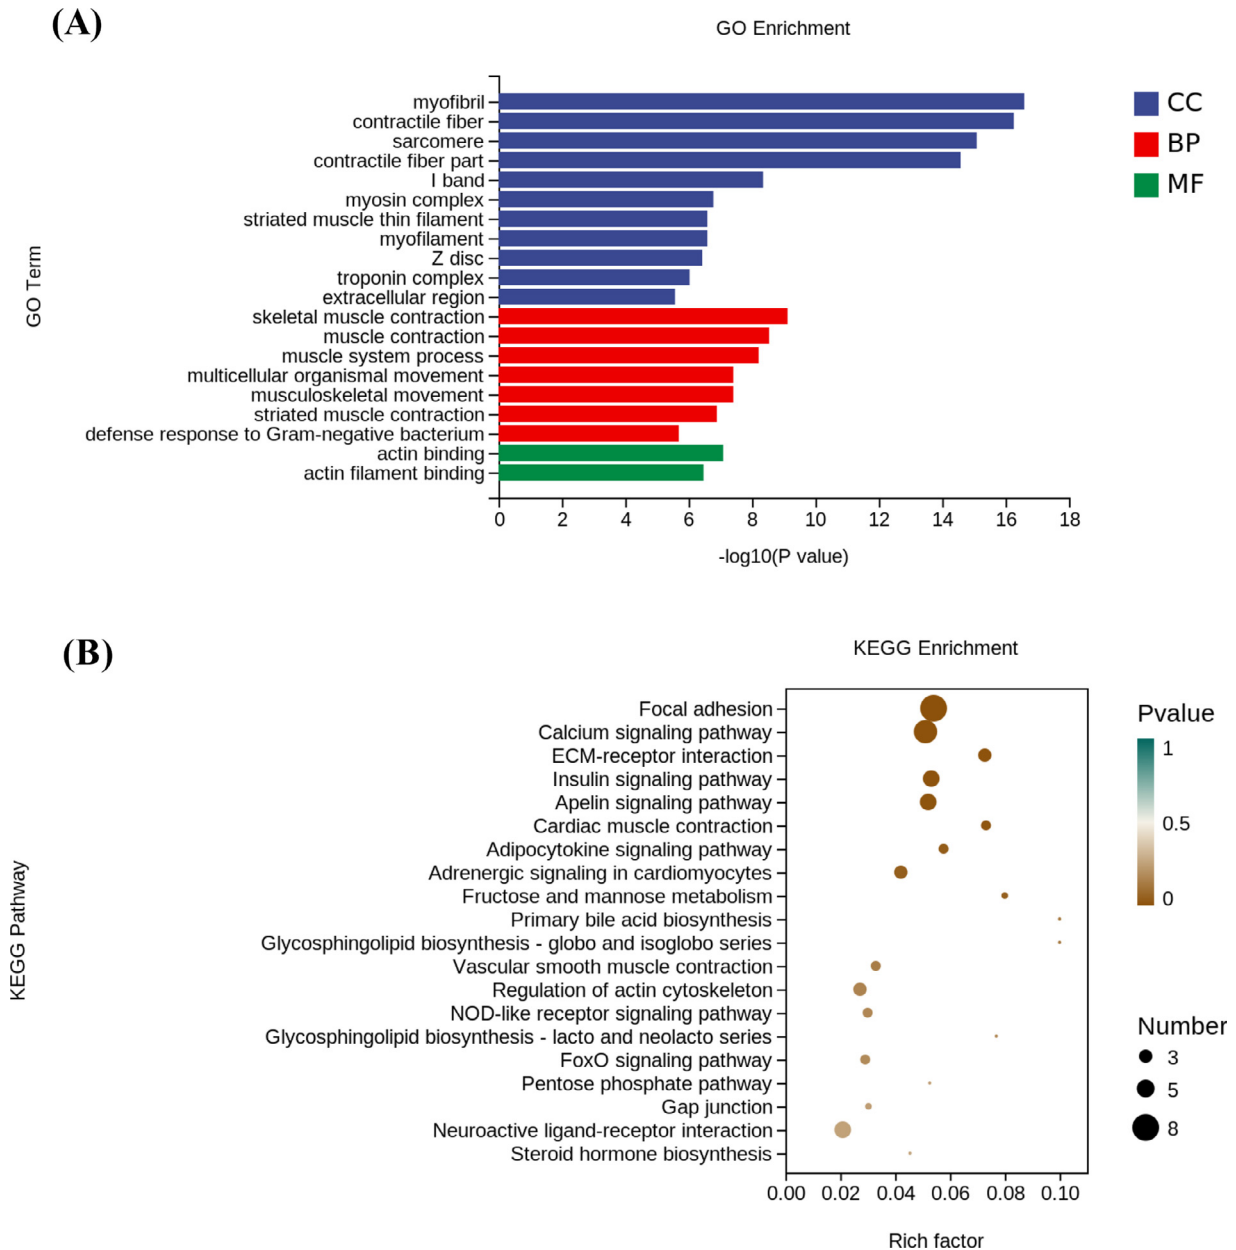 (A)
GO Enrichment
GO Term
myofibril
contractile fiber
sarcomere
contractile fiber part
I band
myosin complex
striated muscle thin filament
myofilament
Z disc
troponin complex
extracellular region
skeletal muscle contraction
muscle contraction
muscle system process
multicellular organismal movement
musculoskeletal movement
striated muscle contraction
defense response to Gram-negative bacterium
actin binding
actin filament binding
0 2 4 6 8 10 12 14 16 18
-log10(P value)
CC
BP
MF
(B)
KEGG Enrichment
KEGG Pathway
Focal adhesion
Calcium signaling pathway
ECM-receptor interaction
Insulin signaling pathway
Apelin signaling pathway
Cardiac muscle contraction
Adipocytokine signaling pathway
Adrenergic signaling in cardiomyocytes
Fructose and mannose metabolism
Primary bile acid biosynthesis
Glycosphingolipid biosynthesis - globo and isoglobo series
Vascular smooth muscle contraction
Regulation of actin cytoskeleton
NOD-like receptor signaling pathway
Glycosphingolipid biosynthesis - lacto and neolacto series
FoxO signaling pathway
Pentose phosphate pathway
Gap junction
Neuroactive ligand-receptor interaction
Steroid hormone biosynthesis
0.00 0.02 0.04 0.06 0.08 0.10
Rich factor
Pvalue
1
0.5
0
Number
3
5
8